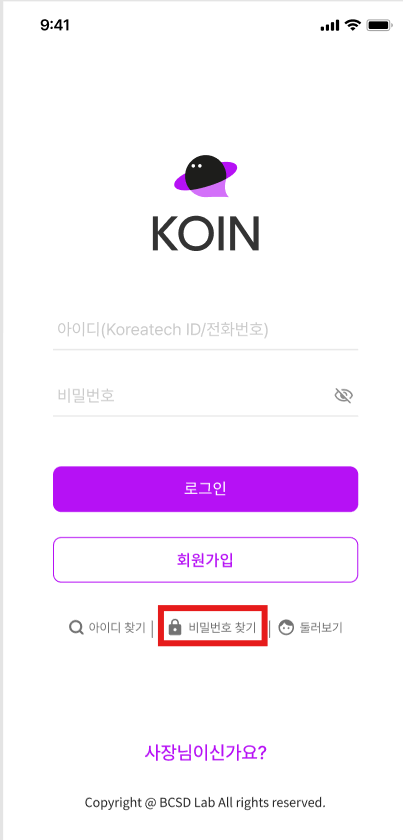 9:41
KOIN
아이디(Koreatech ID/전화번호)
비밀번호
로그인
회원가입
아이디 찾기 | 비밀번호 찾기 | 둘러보기
사장님이신가요?
Copyright @ BCSD Lab All rights reserved.